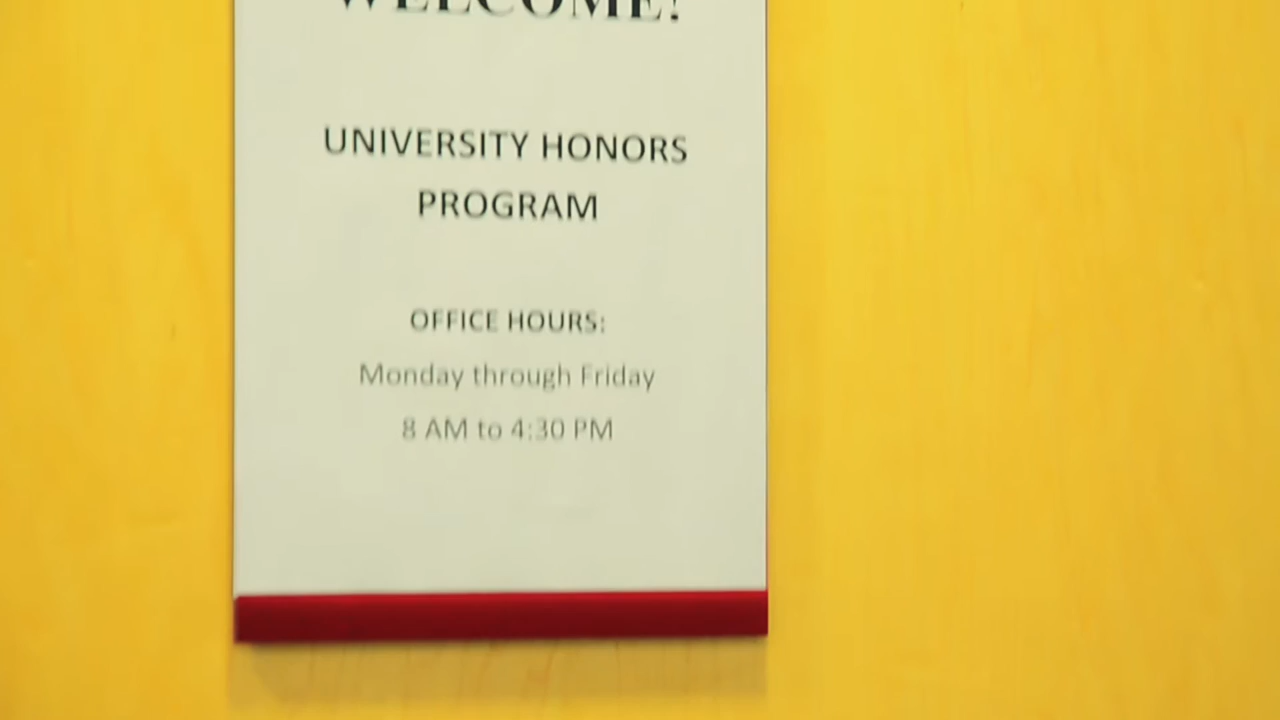 WELCOME!
UNIVERSITY HONORS
PROGRAM
OFFICE HOURS:
Monday through Friday
8 AM to 4:30 PM